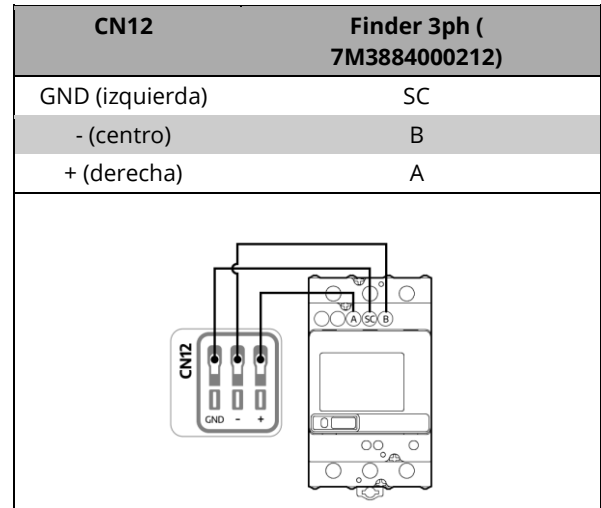 CN12 Finder 3ph (
7M3884000212)
GND (izquierda) SC
- (centro) B
+ (derecha) A
A SC B
CN12
GND - +